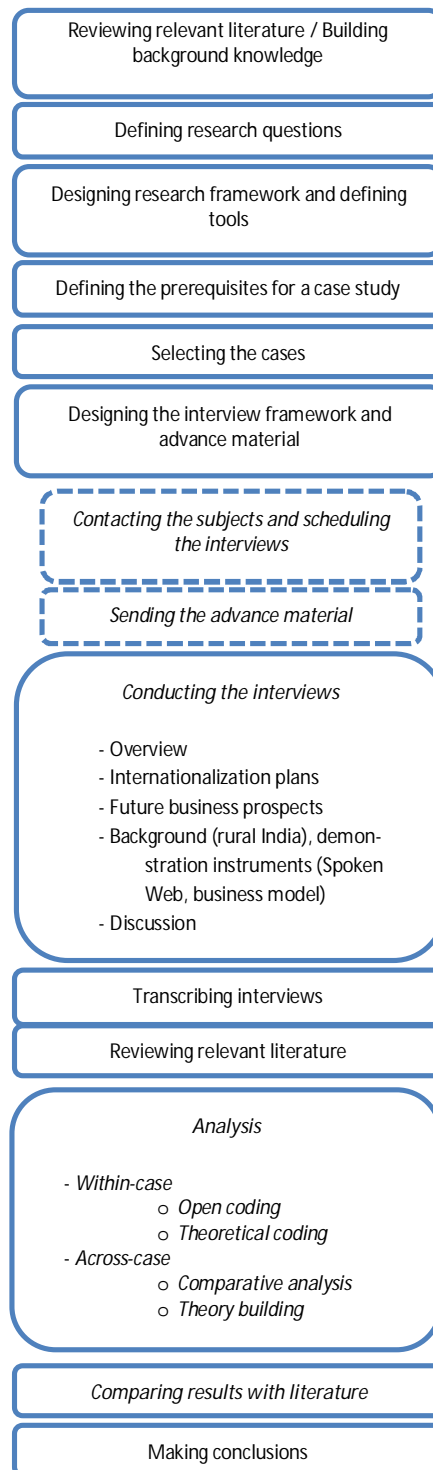 Reviewing relevant literature / Building
background knowledge
Defining research questions
Designing research framework and defining
tools
Defining the prerequisites for a case study
Selecting the cases
Designing the interview framework and
advance material
Contacting the subjects and scheduling
the interviews
Sending the advance material
Conducting the interviews
- Overview
- Internationalization plans
- Future business prospects
- Background (rural India), demon-
stration instruments (Spoken
Web, business model)
- Discussion
Transcribing interviews
Reviewing relevant literature
Analysis
- Within-case
o Open coding
o Theoretical coding
- Across-case
o Comparative analysis
o Theory building
Comparing results with literature
Making conclusions